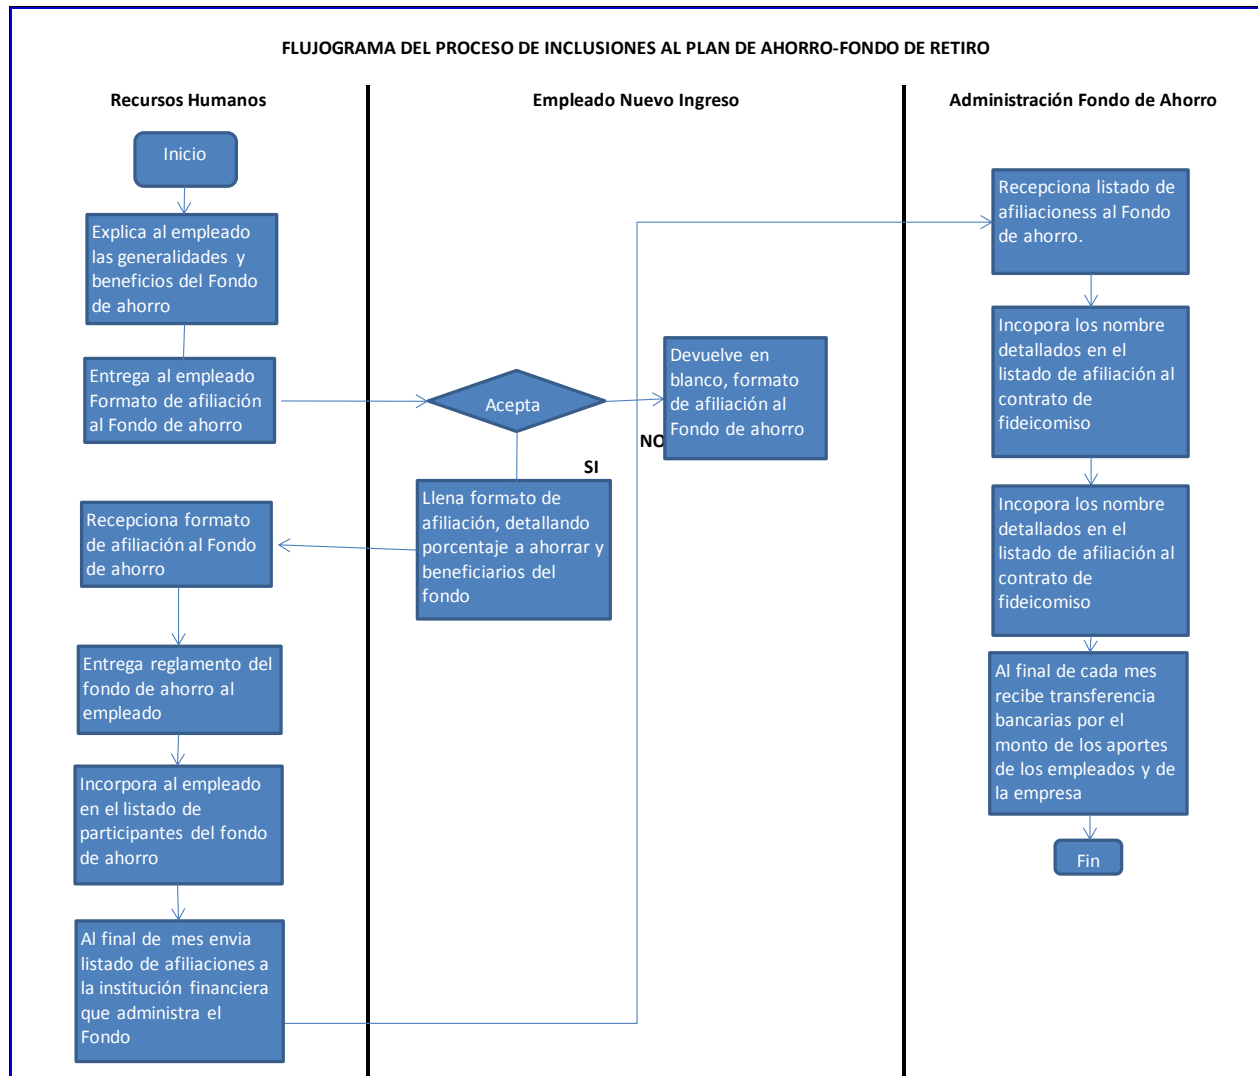 FLUJOGRAMA DEL PROCESO DE INCLUSIONES AL PLAN DE AHORRO-FONDO DE RETIRO
Recursos Humanos
Inicio
Explica al empleado
las generalidades y
beneficios del Fondo
de ahorro
Entrega al empleado
Formato de afiliación
al Fondo de ahorro
Recepciona formato
de afiliación al Fondo
de ahorro
Entrega reglamento del
fondo de ahorro al
empleado
Incorpora al empleado
en el listado de
participantes del fondo
de ahorro
Al final de mes envia
listado de afiliaciones a
la institución financiera
que administra el
Fondo
Empleado Nuevo Ingreso
Acepta
NO
Devuelve en
blanco, formato
de afiliación al
Fondo de ahorro
SI
Llena formato de
afiliación, detallando
porcentaje a ahorrar y
beneficiarios del
fondo
Administración Fondo de Ahorro
Recepciona listado de
afiliacioness al Fondo
de ahorro.
Incopora los nombre
detallados en el
listado de afiliación al
contrato de
fideicomiso
Incopora los nombre
detallados en el
listado de afiliación al
contrato de
fideicomiso
Al final de cada mes
recibe transferencia
bancarias por el
monto de los aportes
de los empleados y de
la empresa
Fin